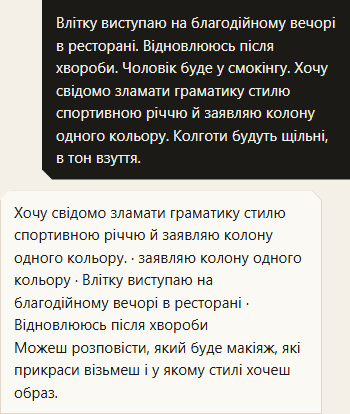 Влітку виступаю на благодійному вечорі
в ресторані. Відновлююсь після
хвороби. Чоловік буде у смокінгу. Хочу
свідомо зламати граматику стилю
спортивною річчю й заявляю колону
одного кольору. Колготи будуть щільні,
в тон взуття.
Хочу свідомо зламати граматику стилю
спортивною річчю й заявляю колону
одного кольору. · заявляю колону одного
кольору · Влітку виступаю на
благодійному вечорі в ресторані ·
Відновлююсь після хвороби
Можеш розповісти, який буде макіяж, які
прикраси візьмеш і у якому стилі хочеш
образ.